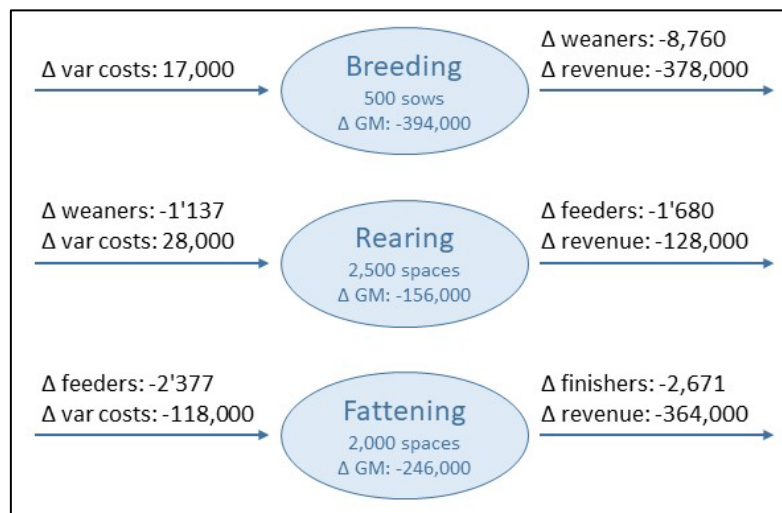 Δ var costs: 17,000
Breeding
500 sows
Δ GM: -394,000
Δ weaners: -8,760
Δ revenue: -378,000
Δ weaners: -1'137
Δ var costs: 28,000
Rearing
2,500 spaces
Δ GM: -156,000
Δ feeders: -1'680
Δ revenue: -128,000
Δ feeders: -2'377
Δ var costs: -118,000
Fattening
2,000 spaces
Δ GM: -246,000
Δ finishers: -2,671
Δ revenue: -364,000